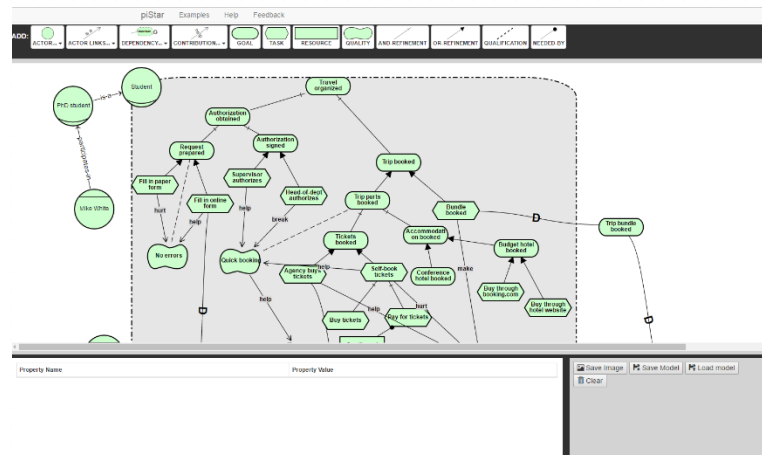 piStar Examples Help Feedback
ADD:
ACTOR... ACTOR LINKS... DEPENDENCY... CONTRIBUTION... GOAL TASK RESOURCE QUALITY AND REFINEMENT OR REFINEMENT QUALIFICATION NEEDED BY
Student
PhD student
is-a
participates-in
Mike White
Travel
organized
Authorization
obtained
Authorization
signed
Request
prepared
Trip booked
Fill in paper
form
Supervisor
authorizes
Fill in online
form
Head-of-dept
authorizes
Trip parts
booked
Bundle
booked
D
Trip bundle
booked
hurt
help
help
break
Tickets
booked
Accommodati
on booked
Budget hotel
booked
No errors
Quick booking
Agency buys
tickets
help
Self-book
tickets
Conference
hotel booked
make
Buy through
booking.com
Buy through
hotel website
help
help
hurt
Buy tickets
Pay for tickets
D
D
Property Name Property Value
Save Image Save Model Load model
Clear